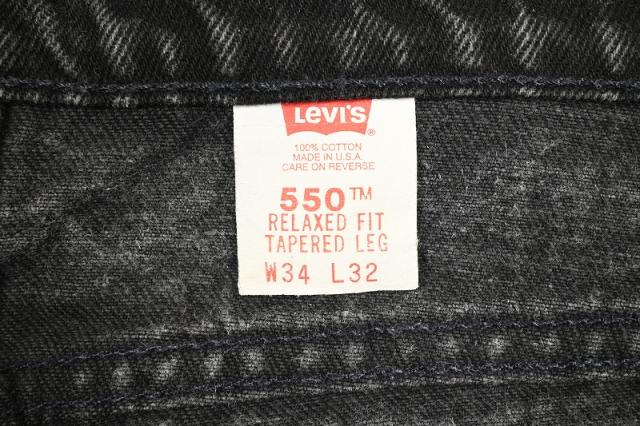 Levi's
®
100% COTTON
MADE IN U.S.A.
CARE ON REVERSE
550™
RELAXED FIT
TAPERED LEG
W34 L32